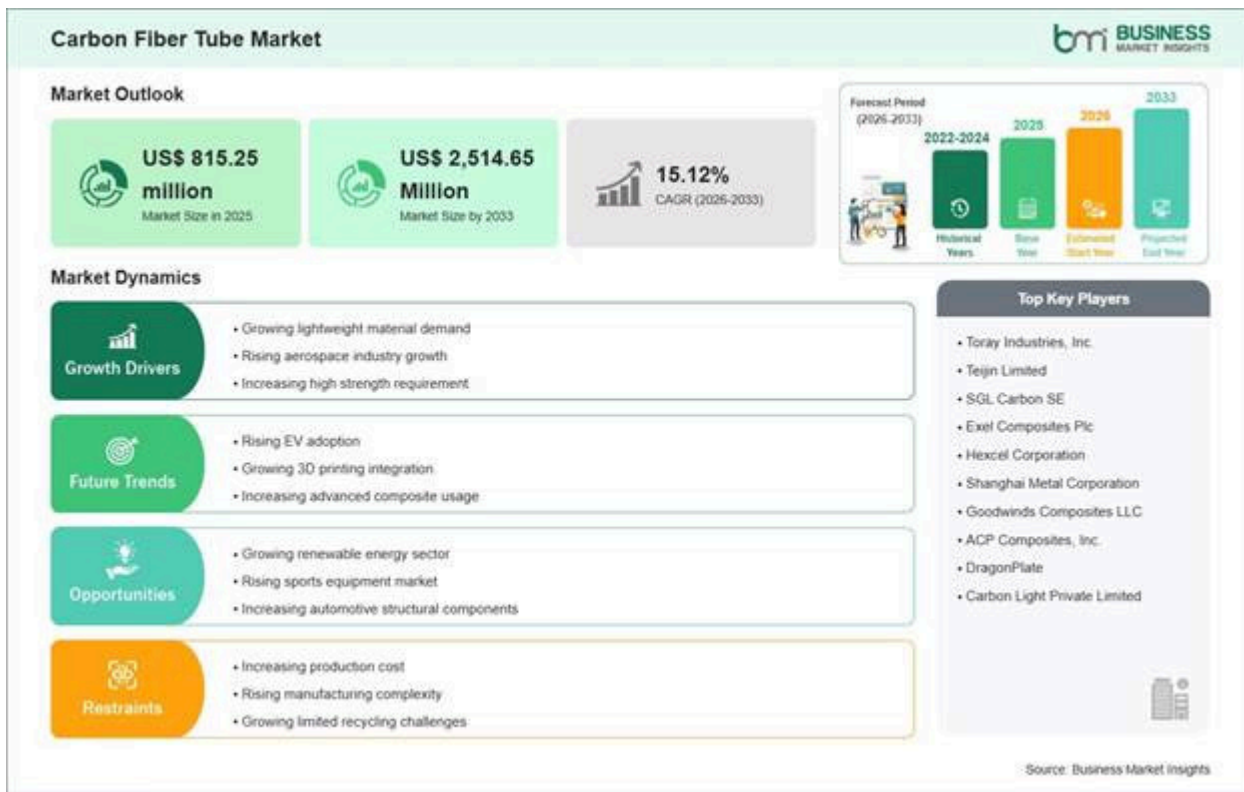 Carbon Fiber Tube Market
bmi BUSINESS
MARKET INSIGHTS
Market Outlook
US$ 815.25
million
Market Size in 2025
US$ 2,514.65
Million
Market Size by 2033
15.12%
CAGR (2026-2033)
Forecast Period
(2026-2033)
2022-2024
2025
2026
2033
Historical
Years
Base
Year
Estimated
Start Year
Projected
End Year
Market Dynamics
Growth Drivers
• Growing lightweight material demand
• Rising aerospace industry growth
• Increasing high strength requirement
Future Trends
• Rising EV adoption
• Growing 3D printing integration
• Increasing advanced composite usage
Opportunities
• Growing renewable energy sector
• Rising sports equipment market
• Increasing automotive structural components
Restraints
• Increasing production cost
• Rising manufacturing complexity
• Growing limited recycling challenges
Top Key Players
• Toray Industries, Inc.
• Teijin Limited
• SGL Carbon SE
• Exel Composites Plc
• Hexcel Corporation
• Shanghai Metal Corporation
• Goodwinds Composites LLC
• ACP Composites, Inc.
• DragonPlate
• Carbon Light Private Limited
Source: Business Market Insights